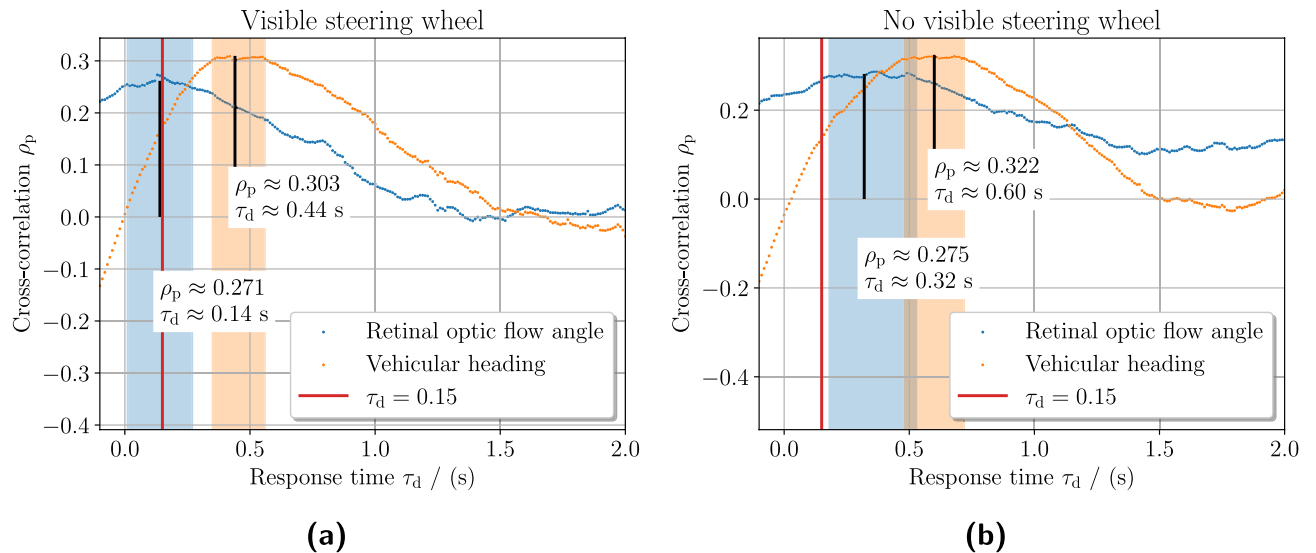 Visible steering wheel
Cross-correlation ρp
0.3
0.2
0.1
0.0
−0.1
−0.2
−0.3
−0.4
ρp ≈ 0.303
τd ≈ 0.44 s
ρp ≈ 0.271
τd ≈ 0.14 s
Retinal optic flow angle
Vehicular heading
τd = 0.15
0.0 0.5 1.0 1.5 2.0
Response time τd / (s)
(a)
No visible steering wheel
Cross-correlation ρp
0.2
0.0
−0.2
−0.4
ρp ≈ 0.322
τd ≈ 0.60 s
ρp ≈ 0.275
τd ≈ 0.32 s
Retinal optic flow angle
Vehicular heading
τd = 0.15
0.0 0.5 1.0 1.5 2.0
Response time τd / (s)
(b)